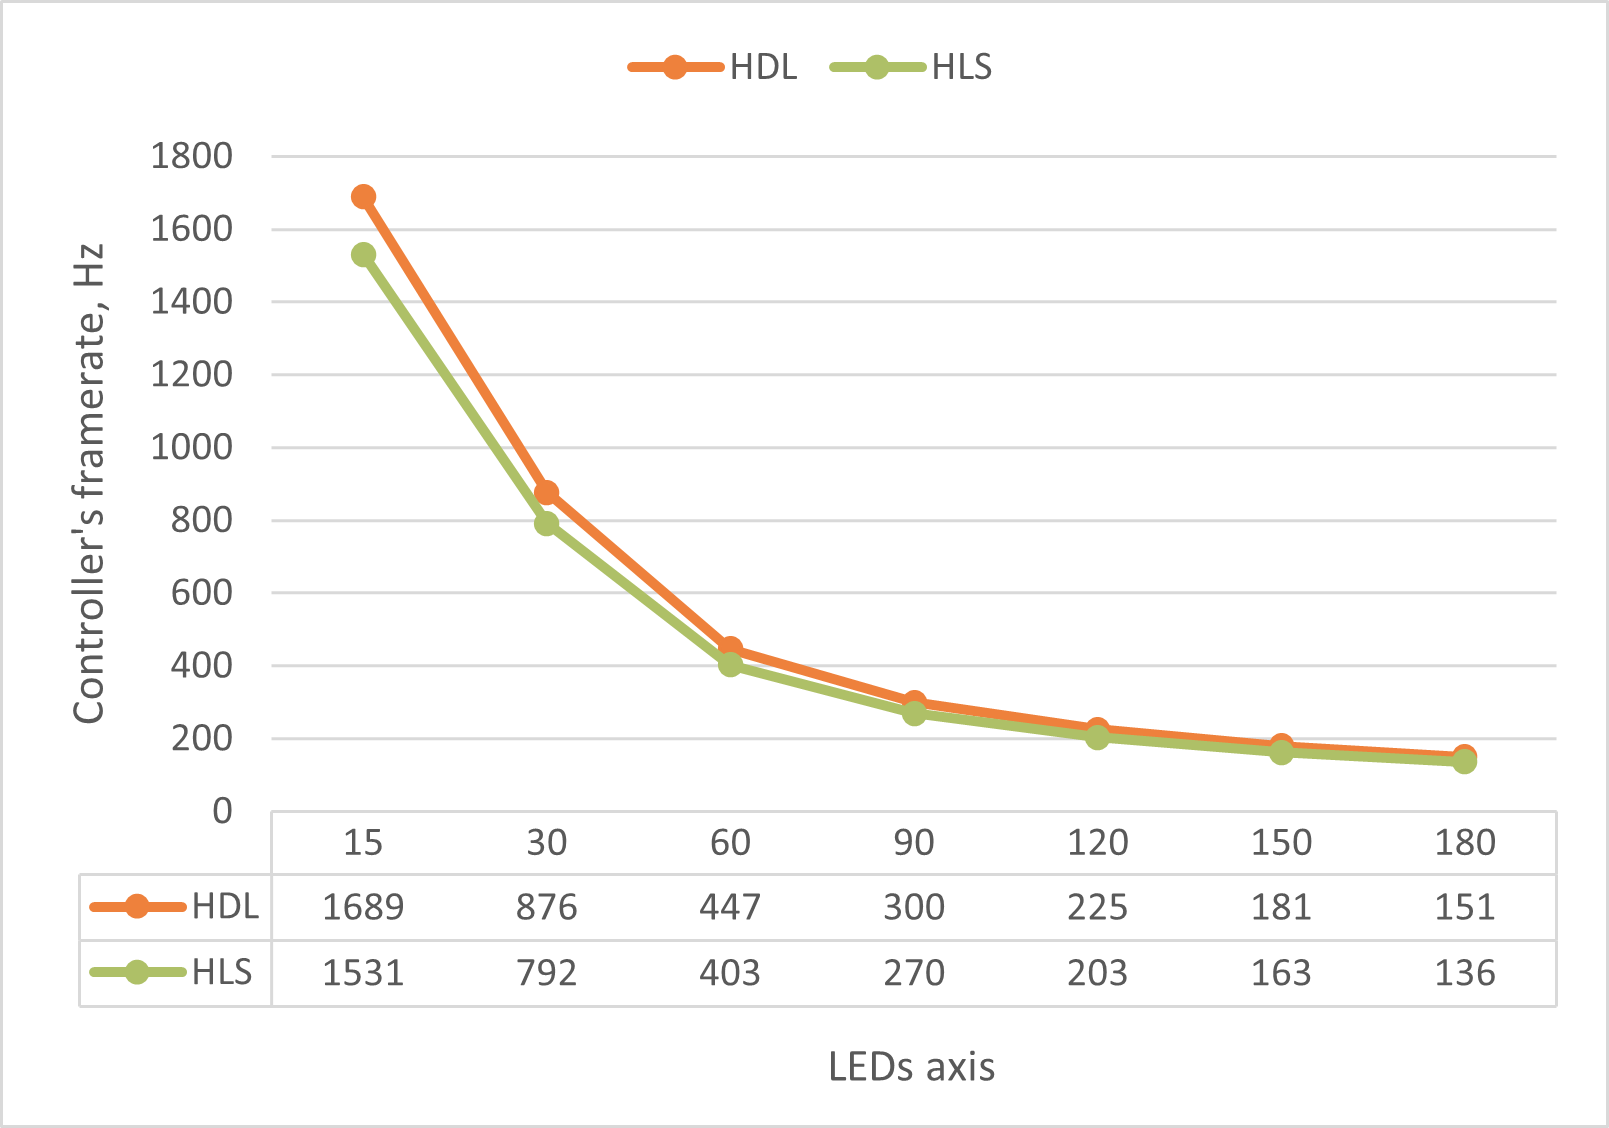 HDL HLS
1800
1600
1400
1200
1000
800
600
400
200
0
Controller's framerate, Hz
15 30 60 90 120 150 180
HDL 1689 876 447 300 225 181 151
HLS 1531 792 403 270 203 163 136
LEDs axis